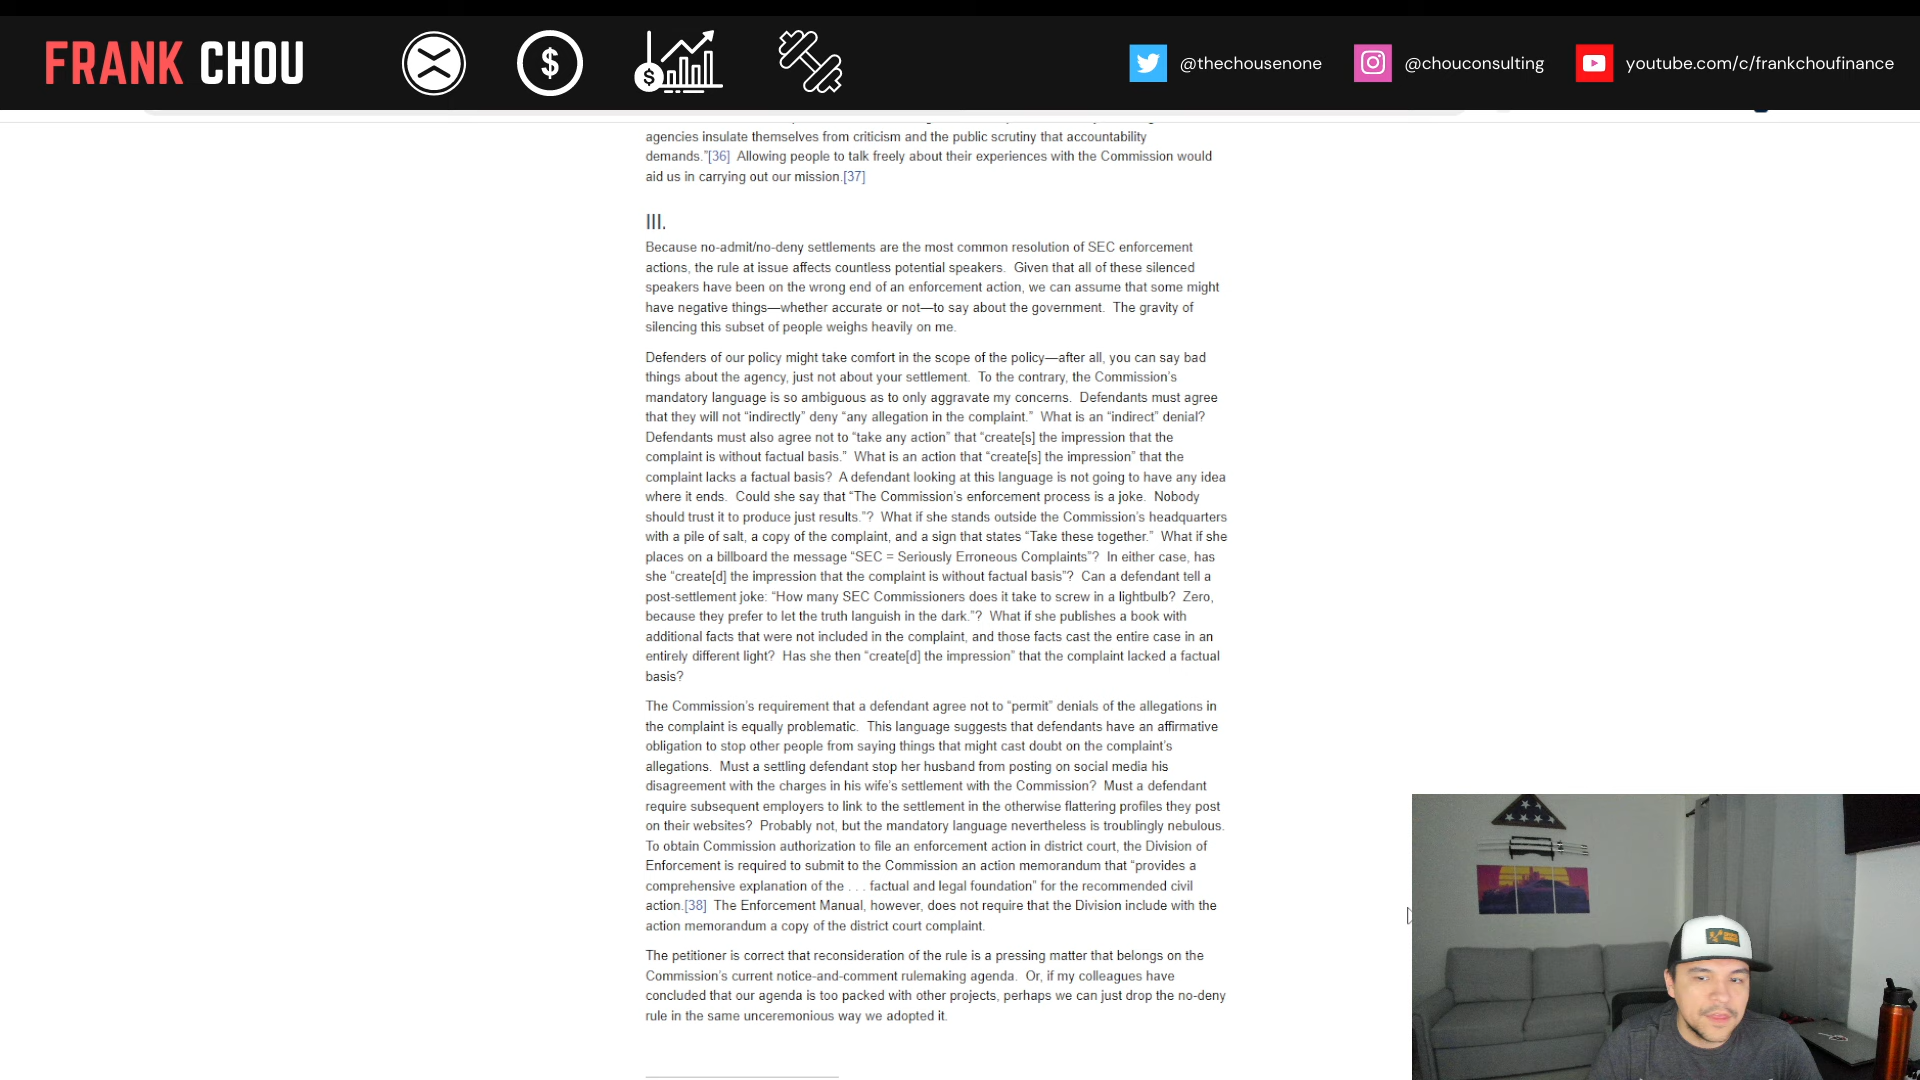 FRANK CHOU
@thechousenone
@chouconsulting
youtube.com/c/frankchoufinance
agencies insulate themselves from criticism and the public scrutiny that accountability
demands.”[36]  Allowing people to talk freely about their experiences with the Commission would
aid us in carrying out our mission.[37]
III.
Because no-admit/no-deny settlements are the most common resolution of SEC enforcement
actions, the rule at issue affects countless potential speakers.  Given that all of these silenced
speakers have been on the wrong end of an enforcement action, we can assume that some might
have negative things—whether accurate or not—to say about the government.  The gravity of
silencing this subset of people weighs heavily on me.
Defenders of our policy might take comfort in the scope of the policy—after all, you can say bad
things about the agency, just not about your settlement.  To the contrary, the Commission’s
mandatory language is so ambiguous as to only aggravate my concerns.  Defendants must agree
that they will not “indirectly” deny “any allegation in the complaint.”  What is an “indirect” denial?
Defendants must also agree not to “take any action” that “create[s] the impression that the
complaint is without factual basis.”  What is an action that “create[s] the impression” that the
complaint lacks a factual basis?  A defendant looking at this language is not going to have any idea
where it ends.  Could she say that “The Commission’s enforcement process is a joke.  Nobody
should trust it to produce just results.”?  What if she stands outside the Commission’s headquarters
with a pile of salt, a copy of the complaint, and a sign that states “Take these together.”  What if she
places on a billboard the message “SEC = Seriously Erroneous Complaints”?  In either case, has
she “create[d] the impression that the complaint is without factual basis”?  Can a defendant tell a
post-settlement joke: “How many SEC Commissioners does it take to screw in a lightbulb?  Zero,
because they prefer to let the truth languish in the dark.”?  What if she publishes a book with
additional facts that were not included in the complaint, and those facts cast the entire case in an
entirely different light?  Has she then “create[d] the impression” that the complaint lacked a factual
basis?
The Commission’s requirement that a defendant agree not to “permit” denials of the allegations in
the complaint is equally problematic.  This language suggests that defendants have an affirmative
obligation to stop other people from saying things that might cast doubt on the complaint’s
allegations.  Must a settling defendant stop her husband from posting on social media his
disagreement with the charges in his wife’s settlement with the Commission?  Must a defendant
require subsequent employers to link to the settlement in the otherwise flattering profiles they post
on their websites?  Probably not, but the mandatory language nevertheless is troublingly nebulous.
To obtain Commission authorization to file an enforcement action in district court, the Division of
Enforcement is required to submit to the Commission an action memorandum that “provides a
comprehensive explanation of the . . . factual and legal foundation” for the recommended civil
action.[38]  The Enforcement Manual, however, does not require that the Division include with the
action memorandum a copy of the district court complaint.
The petitioner is correct that reconsideration of the rule is a pressing matter that belongs on the
Commission’s current notice-and-comment rulemaking agenda.  Or, if my colleagues have
concluded that our agenda is too packed with other projects, perhaps we can just drop the no-deny
rule in the same unceremonious way we adopted it.